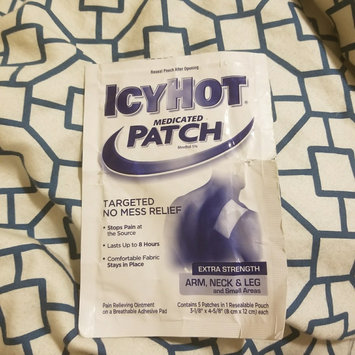 Reseal Pouch After Opening
ICYHOT®
MEDICATED
PATCH
Menthol 5%
TARGETED
NO MESS RELIEF
• Stops Pain at
the Source
• Lasts Up to 8 Hours
• Comfortable Fabric
Stays in Place
EXTRA STRENGTH
ARM, NECK & LEG
and Small Areas
Pain Relieving Ointment
on a Breathable Adhesive Pad
Contains 5 Patches in 1 Resealable Pouch
3-1/8" x 4-5/8" (8 cm x 12 cm) each